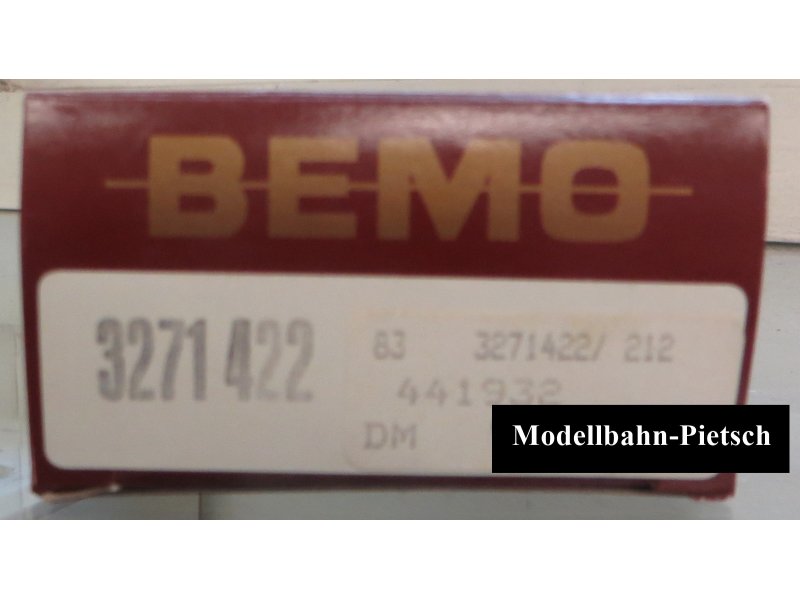 BEMO
3271 422
83 3271422/ 212
441932
DM
Modellbahn-Pietsch